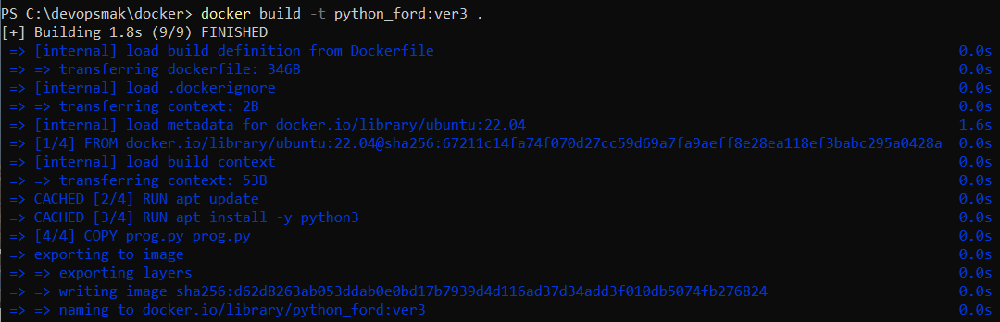 PS C:\devopsmak\docker> docker build -t python_ford:ver3 .
[+] Building 1.8s (9/9) FINISHED
=> [internal] load build definition from Dockerfile 0.0s
=> => transferring dockerfile: 346B 0.0s
=> [internal] load .dockerignore 0.0s
=> => transferring context: 2B 0.0s
=> [internal] load metadata for docker.io/library/ubuntu:22.04 1.6s
=> [1/4] FROM docker.io/library/ubuntu:22.04@sha256:67211c14fa74f070d27cc59d69a7fa9aeff8e28ea118ef3babc295a0428a 0.0s
=> [internal] load build context 0.0s
=> => transferring context: 53B 0.0s
=> CACHED [2/4] RUN apt update 0.0s
=> CACHED [3/4] RUN apt install -y python3 0.0s
=> [4/4] COPY prog.py prog.py 0.0s
=> exporting to image 0.0s
=> => exporting layers 0.0s
=> => writing image sha256:d62d8263ab053ddab0e0bd17b7939d4d116ad37d34add3f010db5074fb276824 0.0s
=> => naming to docker.io/library/python_ford:ver3 0.0s